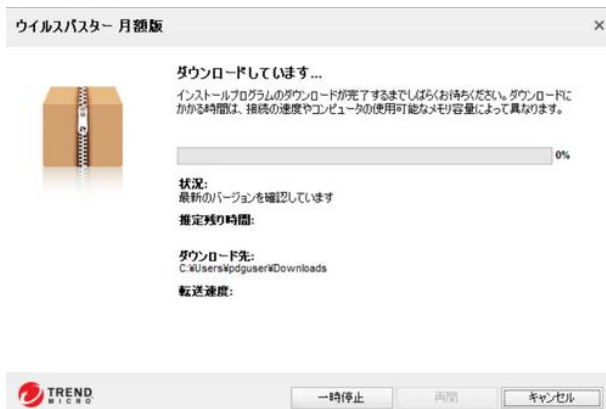 ウイルスバスター 月額版
×
ダウンロードしています...
インストールプログラムのダウンロードが完了するまでしばらくお待ちください。ダウンロードに
かかる時間は、接続の速度やコンピュータの使用可能なメモリ容量によって異なります。
0%
状況:
最新のバージョンを確認しています
推定残り時間:
ダウンロード先:
C:¥Users¥pdguser¥Downloads
転送速度:
TREND
MICRO
一時停止
再開
キャンセル